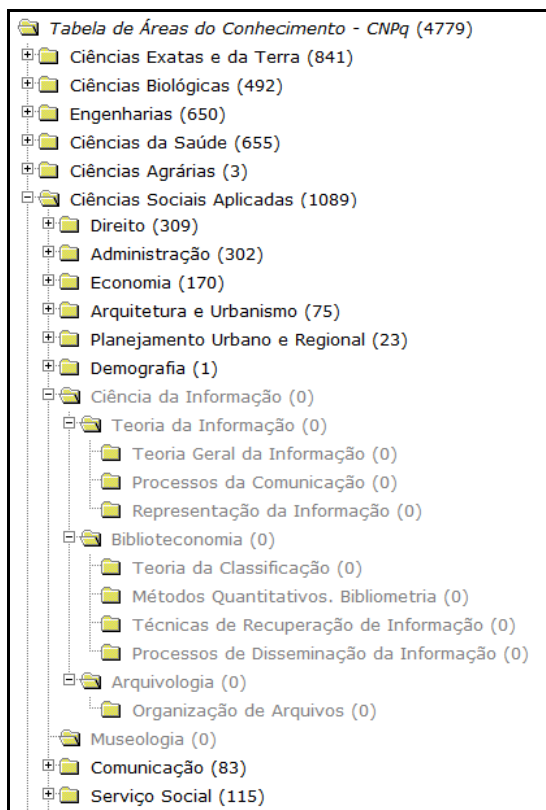 Tabela de Áreas do Conhecimento - CNPq (4779)
Ciências Exatas e da Terra (841)
Ciências Biológicas (492)
Engenharias (650)
Ciências da Saúde (655)
Ciências Agrárias (3)
Ciências Sociais Aplicadas (1089)
Direito (309)
Administração (302)
Economia (170)
Arquitetura e Urbanismo (75)
Planejamento Urbano e Regional (23)
Demografia (1)
Ciência da Informação (0)
Teoria da Informação (0)
Teoria Geral da Informação (0)
Processos da Comunicação (0)
Representação da Informação (0)
Biblioteconomia (0)
Teoria da Classificação (0)
Métodos Quantitativos. Bibliometria (0)
Técnicas de Recuperação de Informação (0)
Processos de Disseminação da Informação (0)
Arquivologia (0)
Organização de Arquivos (0)
Museologia (0)
Comunicação (83)
Serviço Social (115)